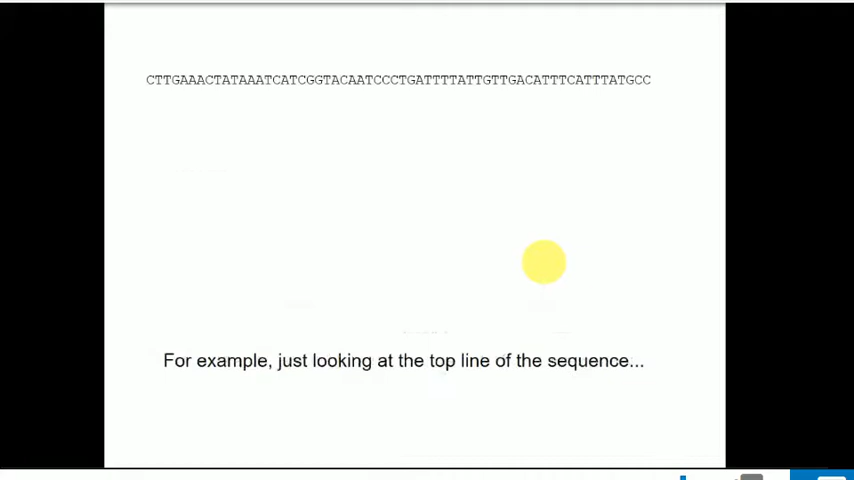 CTTGAAACTATAAATCATCGGTACAATCCCTGATTTTATTGTTGACATTTCATTTATGCC
For example, just looking at the top line of the sequence...